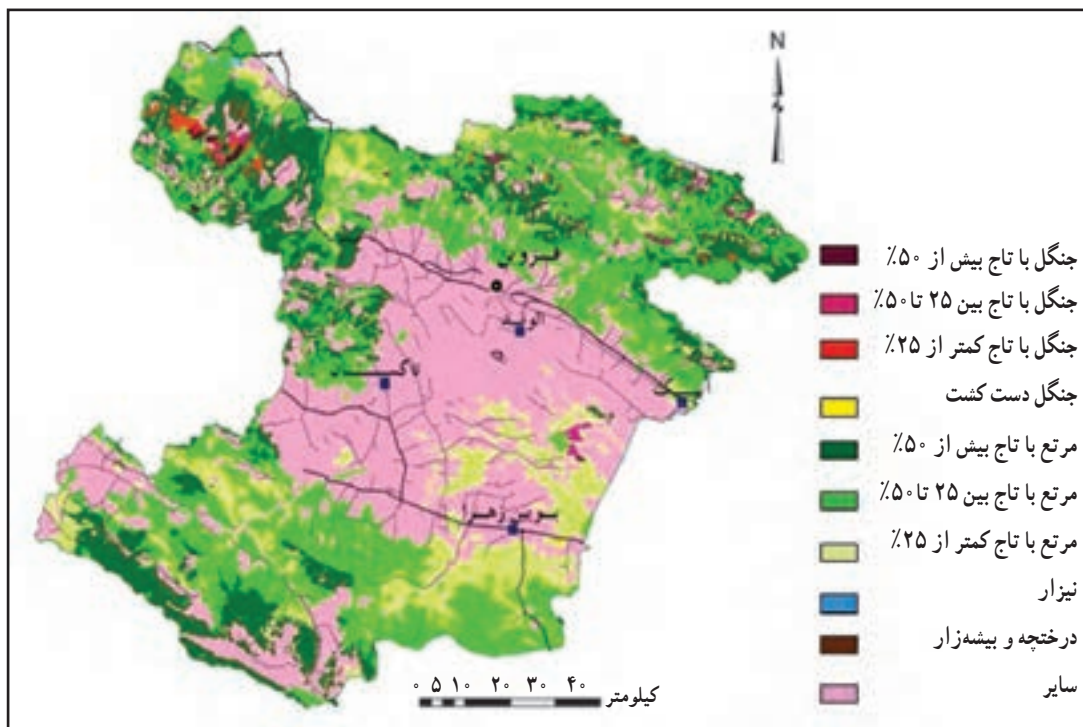 N
قزوین
الوند
تاکستان
بوئین زهرا
جنگل با تاج بیش از ۵۰٪
جنگل با تاج بین ۲۵ تا ۵۰٪
جنگل با تاج کمتر از ۲۵٪
جنگل دست کشت
مرتع با تاج بیش از ۵۰٪
مرتع با تاج بین ۲۵ تا ۵۰٪
مرتع با تاج کمتر از ۲۵٪
نیزار
درختچه و بیشه‌زار
سایر
۰ ۵ ۱۰ ۲۰ ۳۰ ۴۰ کیلومتر